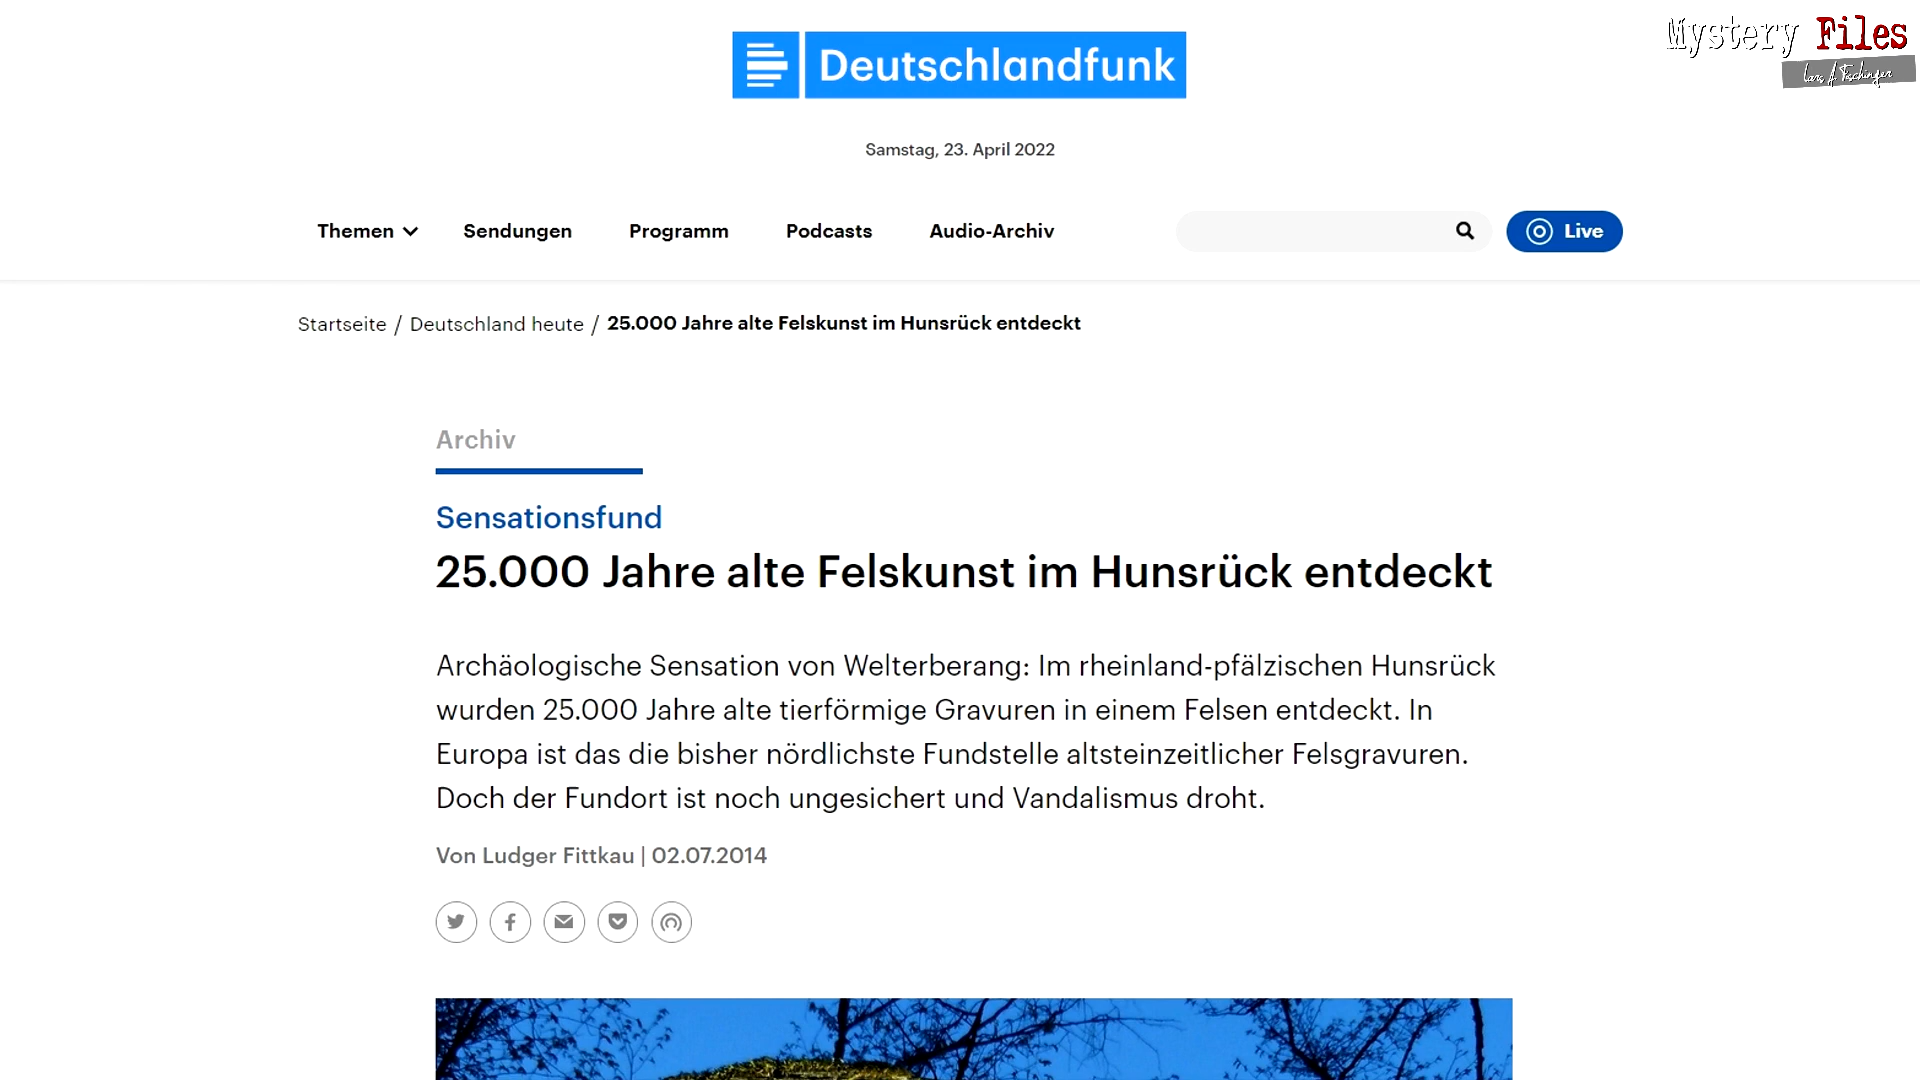 Mystery Files
Lars A. Fischinger
Deutschlandfunk
Samstag, 23. April 2022
Themen
Sendungen
Programm
Podcasts
Audio-Archiv
Live
Startseite / Deutschland heute / 25.000 Jahre alte Felskunst im Hunsrück entdeckt
Archiv
Sensationsfund
25.000 Jahre alte Felskunst im Hunsrück entdeckt
Archäologische Sensation von Welterberang: Im rheinland-pfälzischen Hunsrück
wurden 25.000 Jahre alte tierförmige Gravuren in einem Felsen entdeckt. In
Europa ist das die bisher nördlichste Fundstelle altsteinzeitlicher Felsgravuren.
Doch der Fundort ist noch ungesichert und Vandalismus droht.
Von Ludger Fittkau | 02.07.2014